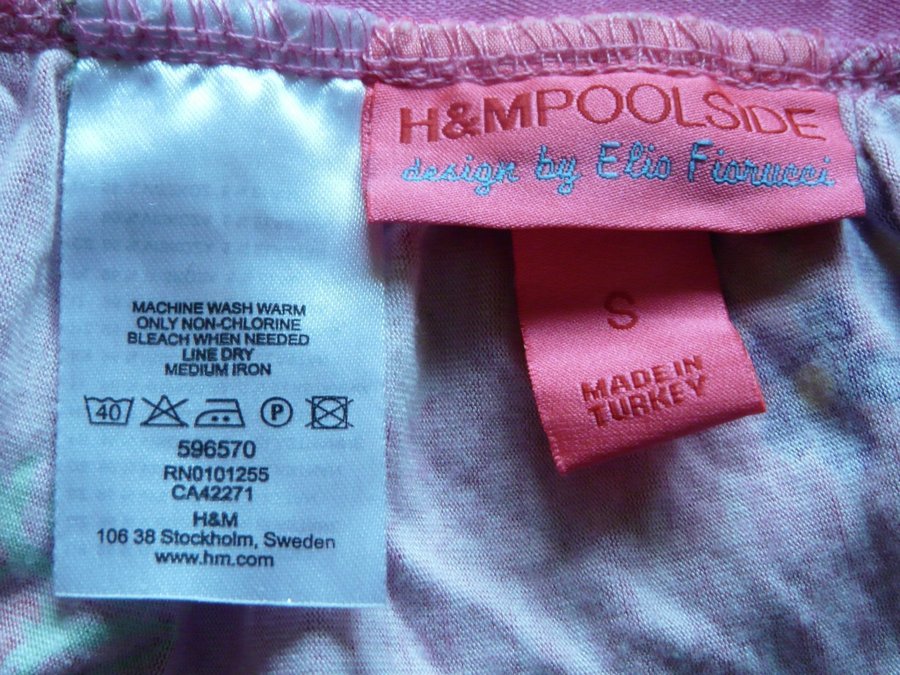 MACHINE WASH WARM
ONLY NON-CHLORINE
BLEACH WHEN NEEDED
LINE DRY
MEDIUM IRON
40 P
596570
RN0101255
CA42271
H&M
106 38 Stockholm, Sweden
www.hm.com
H&MPOOLSIDE
design by Elio Fiorucci
S
MADE IN
TURKEY